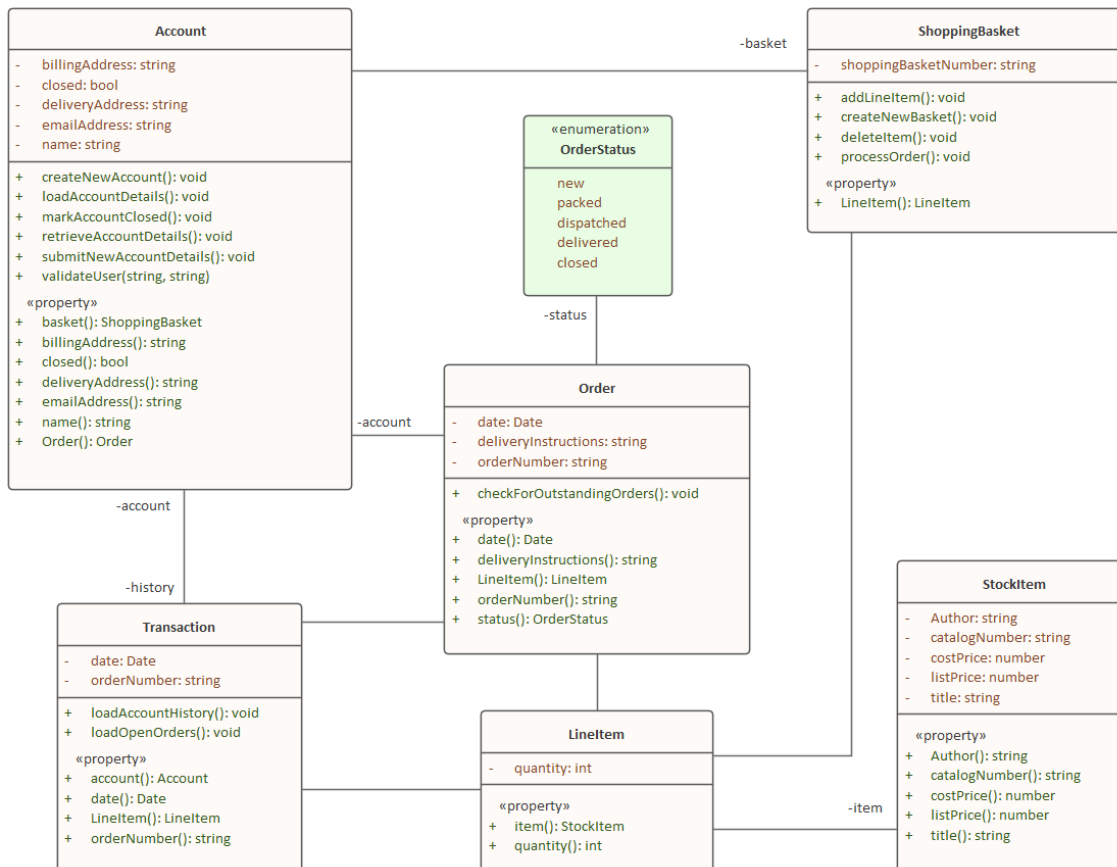 Account
- billingAddress: string
- closed: bool
- deliveryAddress: string
- emailAddress: string
- name: string
+ createNewAccount(): void
+ loadAccountDetails(): void
+ markAccountClosed(): void
+ retrieveAccountDetails(): void
+ submitNewAccountDetails(): void
+ validateUser(string, string)
«property»
+ basket(): ShoppingBasket
+ billingAddress(): string
+ closed(): bool
+ deliveryAddress(): string
+ emailAddress(): string
+ name(): string
+ Order(): Order
-basket
ShoppingBasket
- shoppingBasketNumber: string
+ addLineItem(): void
+ createNewBasket(): void
+ deleteItem(): void
+ processOrder(): void
«property»
+ LineItem(): LineItem
«enumeration»
OrderStatus
new
packed
dispatched
delivered
closed
-status
-account
Order
- date: Date
- deliveryInstructions: string
- orderNumber: string
+ checkForOutstandingOrders(): void
«property»
+ date(): Date
+ deliveryInstructions(): string
+ LineItem(): LineItem
+ orderNumber(): string
+ status(): OrderStatus
-account
-history
Transaction
- date: Date
- orderNumber: string
+ loadAccountHistory(): void
+ loadOpenOrders(): void
«property»
+ account(): Account
+ date(): Date
+ LineItem(): LineItem
+ orderNumber(): string
LineItem
- quantity: int
«property»
+ item(): StockItem
+ quantity(): int
-item
StockItem
- Author: string
- catalogNumber: string
- costPrice: number
- listPrice: number
- title: string
«property»
+ Author(): string
+ catalogNumber(): string
+ costPrice(): number
+ listPrice(): number
+ title(): string